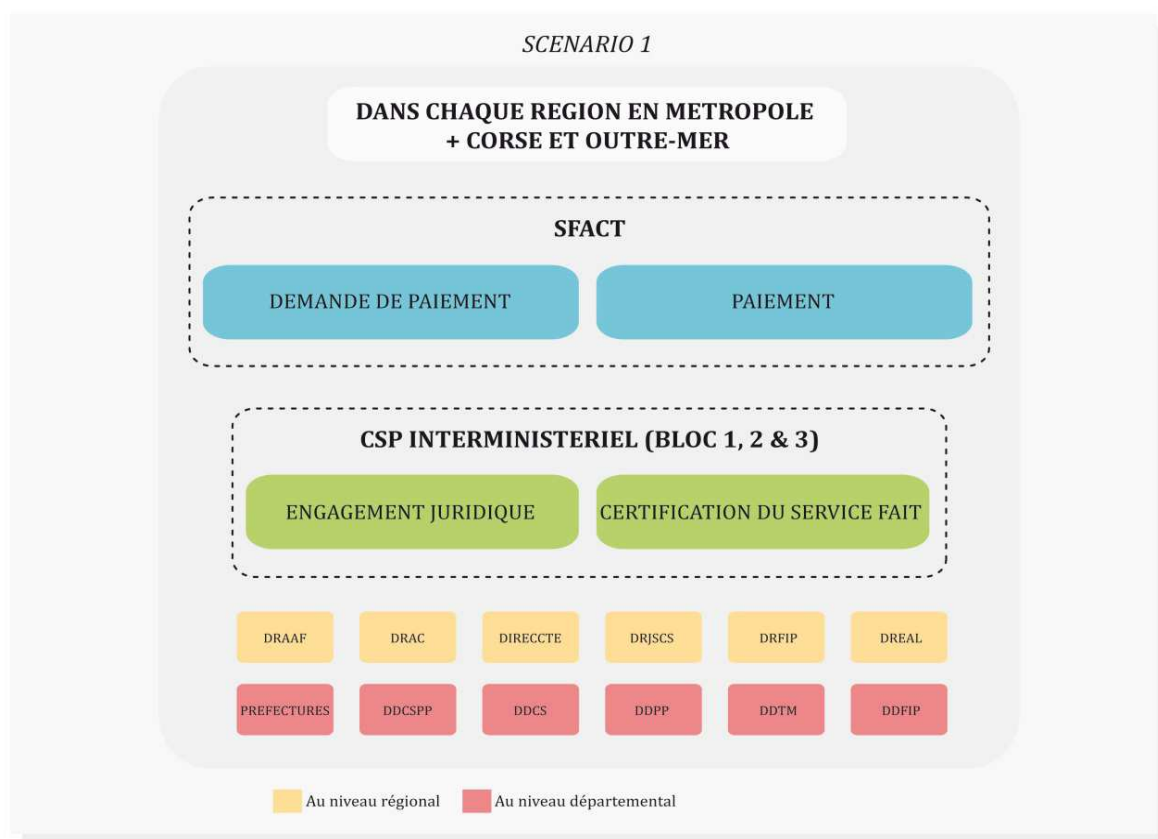 SCENARIO 1
DANS CHAQUE REGION EN METROPOLE
+ CORSE ET OUTRE-MER
SFACT
DEMANDE DE PAIEMENT
PAIEMENT
CSP INTERMINISTERIEL (BLOC 1, 2 & 3)
ENGAGEMENT JURIDIQUE
CERTIFICATION DU SERVICE FAIT
DRAAF
DRAC
DIRECCTE
DRJSCS
DRFIP
DREAL
PREFECTURES
DDCSPP
DDCS
DDPP
DDTM
DDFIP
Au niveau régional
Au niveau départemental